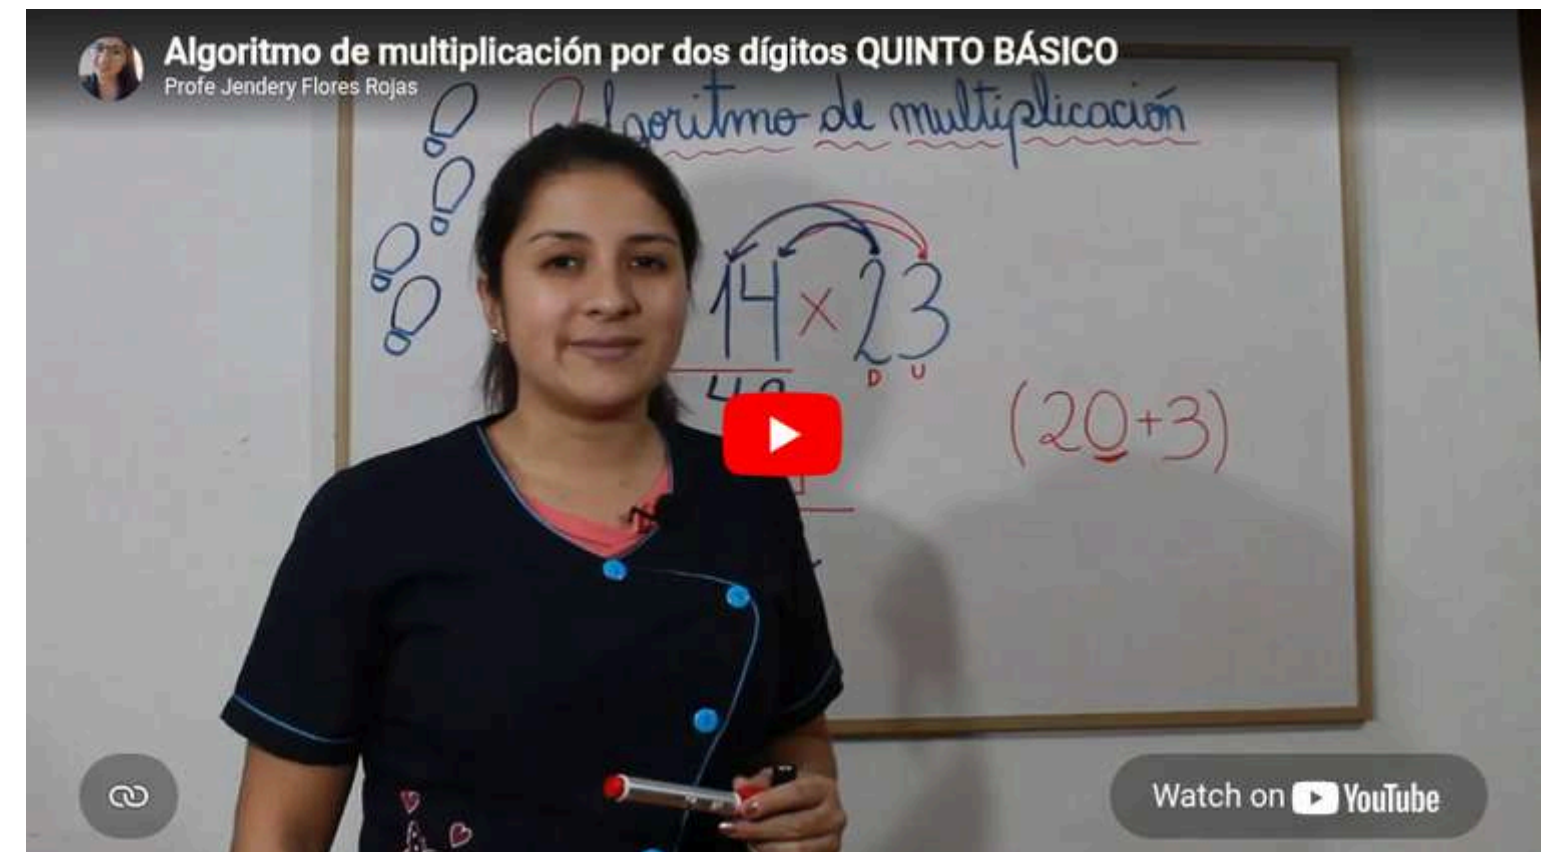 Algoritmo de multiplicación por dos dígitos QUINTO BÁSICO
Profe Jendery Flores Rojas
Algoritmo de multiplicación
14 x 23
D U
42
(20+3)
Watch on YouTube